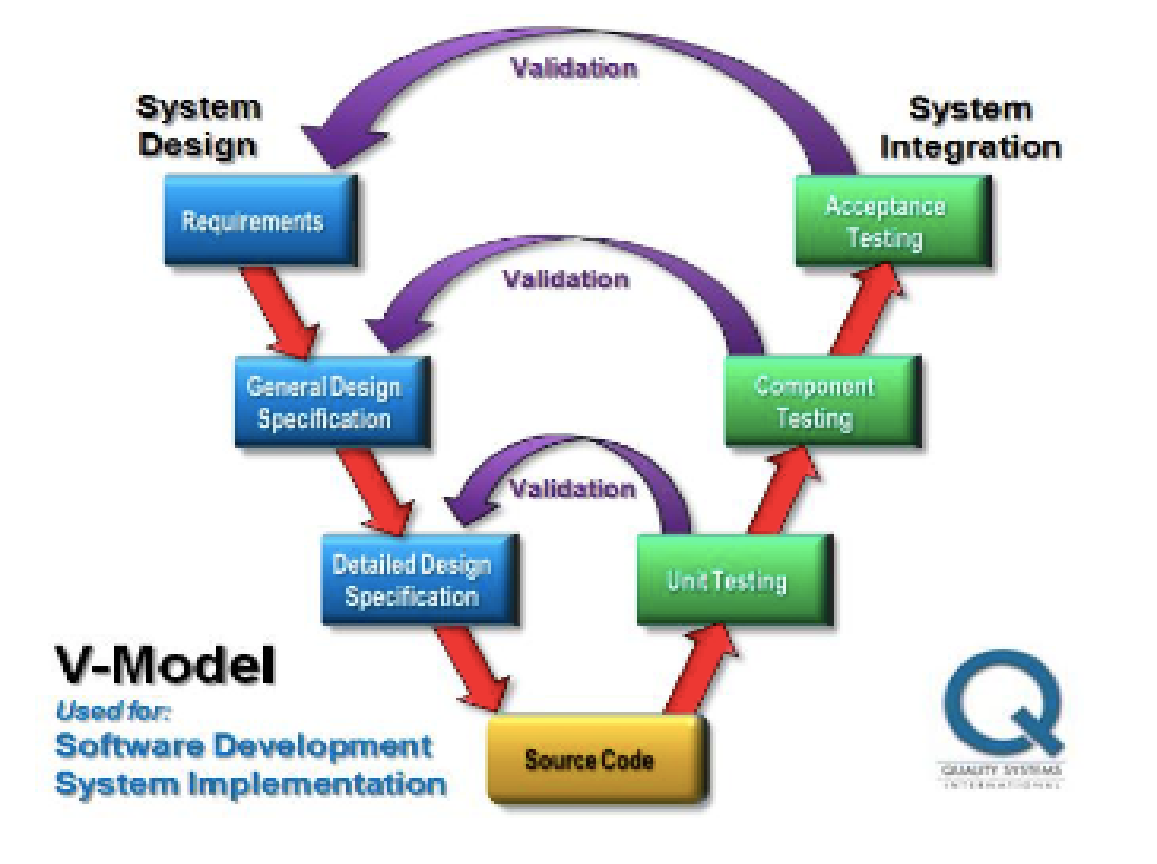 Validation
System
Design
System
Integration
Requirements
Acceptance
Testing
Validation
General Design
Specification
Component
Testing
Validation
Detailed Design
Specification
Unit Testing
V-Model
Used for:
Software Development
System Implementation
Source Code
Q
QUALITY SYSTEMS
INTERNATIONAL